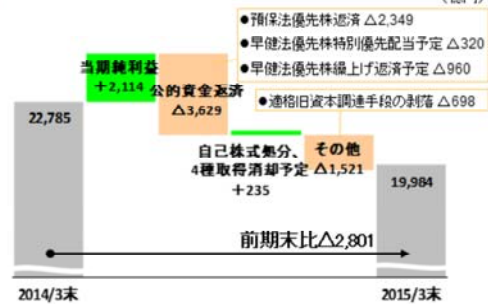 ●預保法優先株返済 △2,349
●早健法優先株特別優先配当予定 △320
●早健法優先株繰上げ返済予定 △960
当期純利益
+2,114
公的資金返済
△3,629
●適格旧資本調達手段の剥落 △698
22,785
自己株式処分、
4種取得消却予定
+235
その他
△1,521
19,984
前期末比△2,801
2014/3末
2015/3末